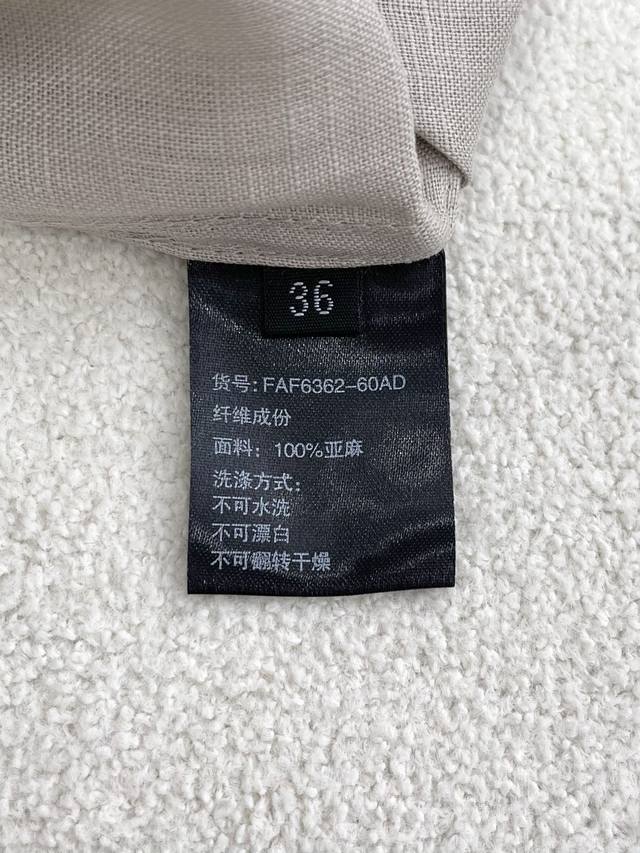 36
货号:FAF6362-60AD
纤维成份
面料：100%亚麻
洗涤方式：
不可水洗
不可漂白
不可翻转干燥